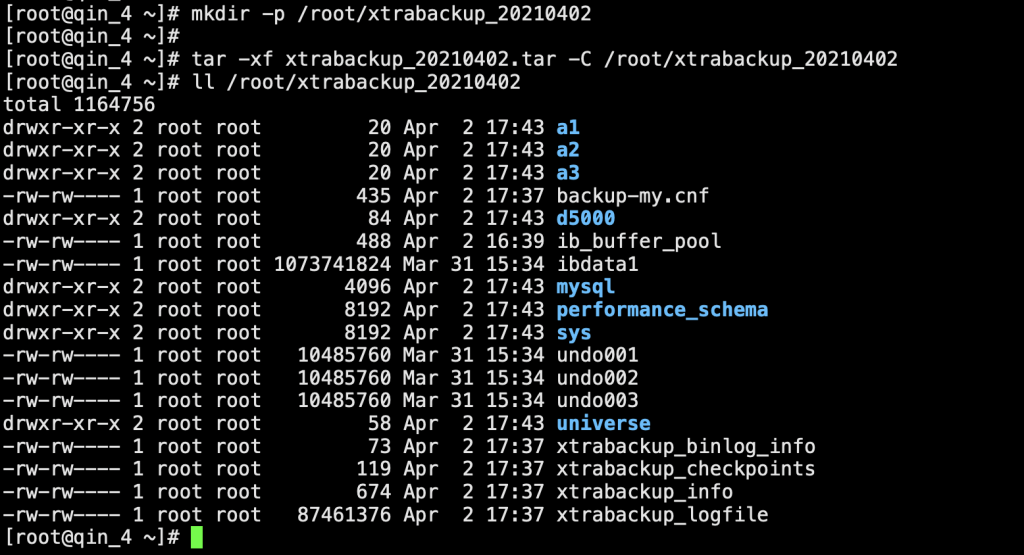 [root@qin_4 ~]# mkdir -p /root/xtrabackup_20210402
[root@qin_4 ~]#
[root@qin_4 ~]# tar -xf xtrabackup_20210402.tar -C /root/xtrabackup_20210402
[root@qin_4 ~]# ll /root/xtrabackup_20210402
total 1164756
drwxr-xr-x 2 root root         20 Apr  2 17:43 a1
drwxr-xr-x 2 root root         20 Apr  2 17:43 a2
drwxr-xr-x 2 root root         20 Apr  2 17:43 a3
-rw-rw---- 1 root root        435 Apr  2 17:37 backup-my.cnf
drwxr-xr-x 2 root root         84 Apr  2 17:43 d5000
-rw-rw---- 1 root root        488 Apr  2 16:39 ib_buffer_pool
-rw-rw---- 1 root root 1073741824 Mar 31 15:34 ibdata1
drwxr-xr-x 2 root root       4096 Apr  2 17:43 mysql
drwxr-xr-x 2 root root       8192 Apr  2 17:43 performance_schema
drwxr-xr-x 2 root root       8192 Apr  2 17:43 sys
-rw-rw---- 1 root root   10485760 Mar 31 15:34 undo001
-rw-rw---- 1 root root   10485760 Mar 31 15:34 undo002
-rw-rw---- 1 root root   10485760 Mar 31 15:34 undo003
drwxr-xr-x 2 root root         58 Apr  2 17:43 universe
-rw-rw---- 1 root root         73 Apr  2 17:37 xtrabackup_binlog_info
-rw-rw---- 1 root root        119 Apr  2 17:37 xtrabackup_checkpoints
-rw-rw---- 1 root root        674 Apr  2 17:37 xtrabackup_info
-rw-rw---- 1 root root   87461376 Apr  2 17:37 xtrabackup_logfile
[root@qin_4 ~]#